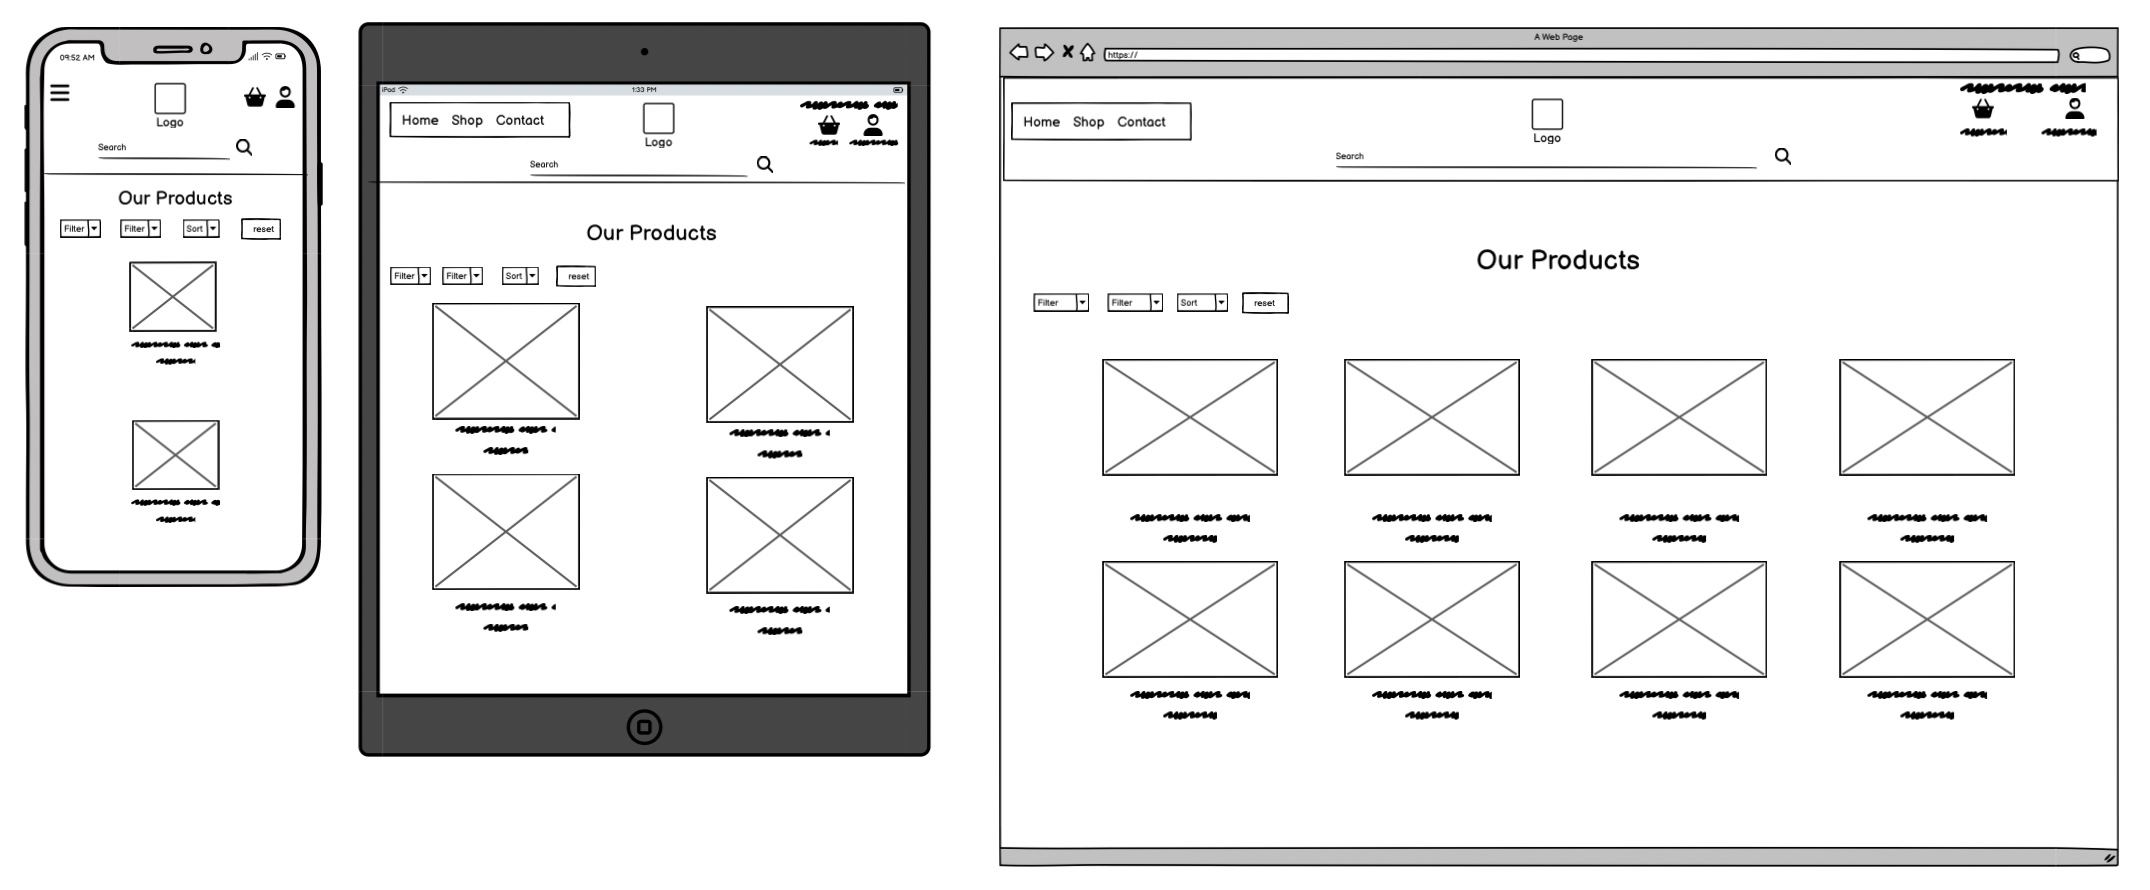 09:52 AM
Logo
Search
Our Products
Filter Filter Sort reset
iPad 1:33 PM
Home Shop Contact
Logo
Search
Our Products
Filter Filter Sort reset
A Web Page
https://
Home Shop Contact
Logo
Search
Our Products
Filter Filter Sort reset